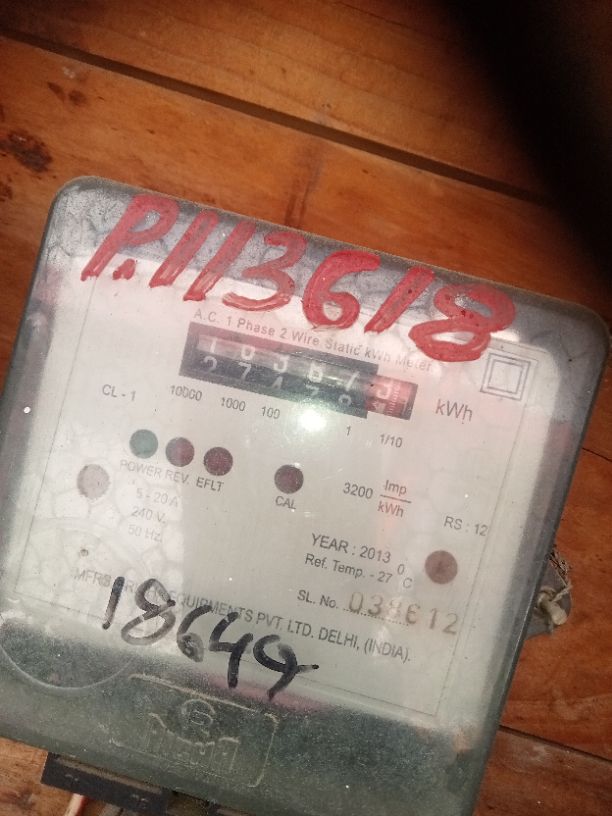 P.113618
A.C. 1 Phase 2 Wire Static kWh Meter
kWh
CL - 1 10000 1000 100 1 1/10
POWER REV. EFLT
CAL
3200 Imp/kWh
RS : 12
5 - 20 A
240 V.
50 Hz.
YEAR : 2013
Ref. Temp. - 27 °C
SL. No. 038612
MFRS EQUIPMENTS PVT. LTD. DELHI, (INDIA).
18649